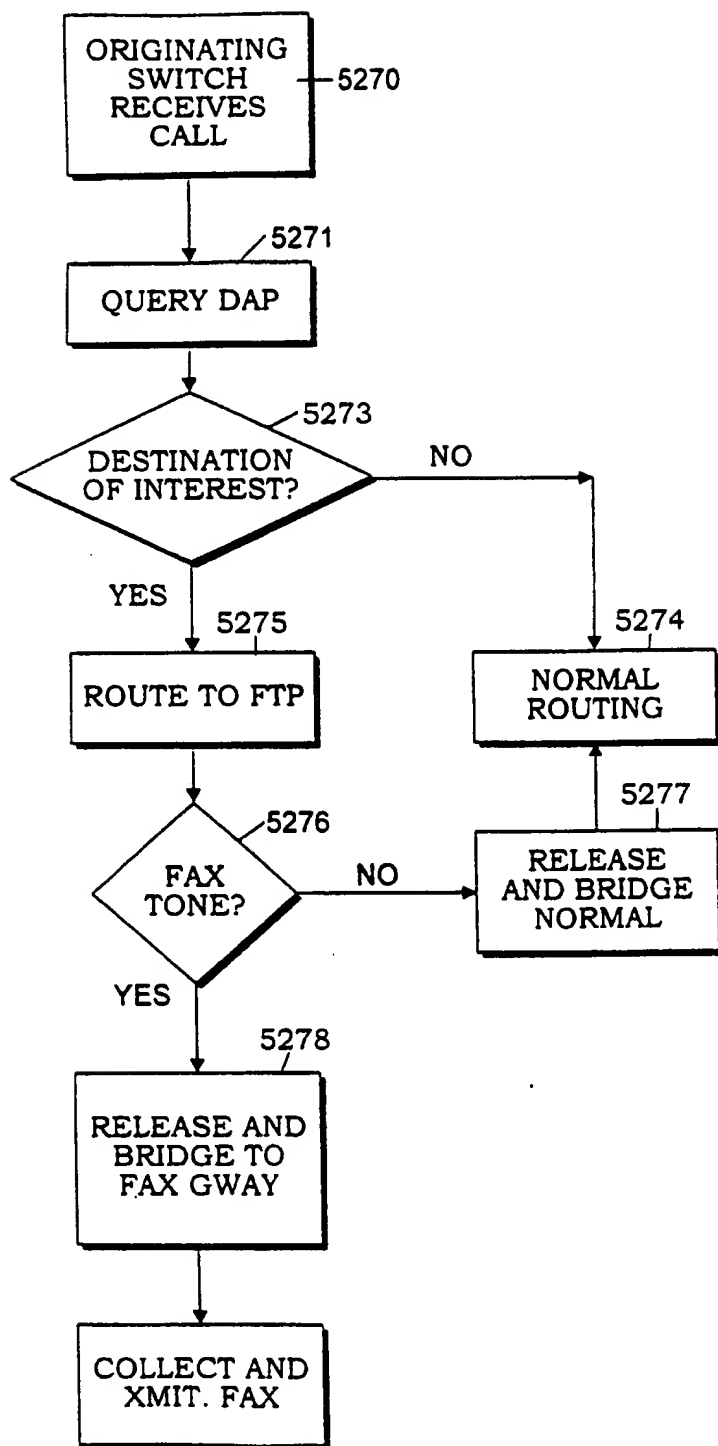 ORIGINATING
SWITCH
RECEIVES
CALL
5270
5271
QUERY DAP
5273
DESTINATION
OF INTEREST?
NO
YES
5275
ROUTE TO FTP
5274
NORMAL
ROUTING
5276
FAX
TONE?
NO
5277
RELEASE
AND BRIDGE
NORMAL
YES
5278
RELEASE AND
BRIDGE TO
FAX GWAY
COLLECT AND
XMIT. FAX